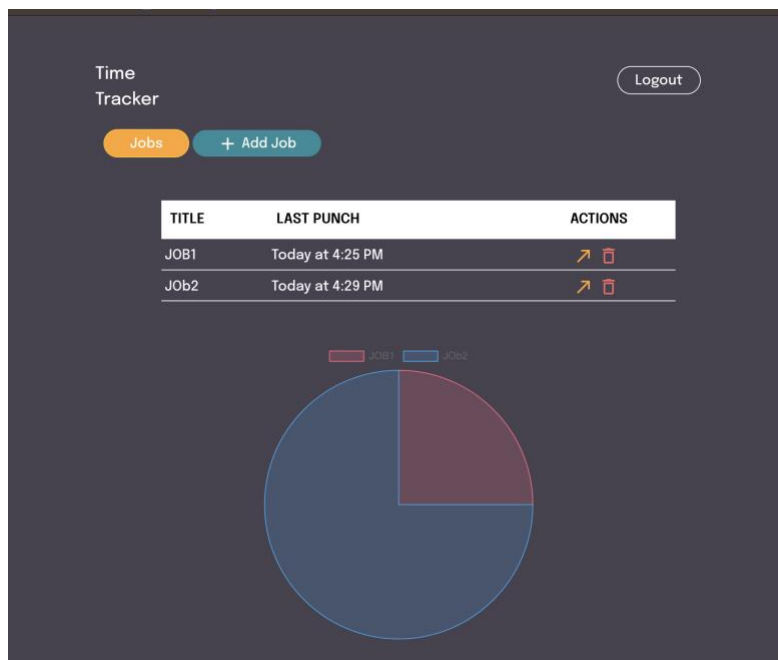 Time
Tracker
Logout
Jobs
+ Add Job
TITLE LAST PUNCH ACTIONS
JOB1 Today at 4:25 PM
JOb2 Today at 4:29 PM
JOB1 JOb2